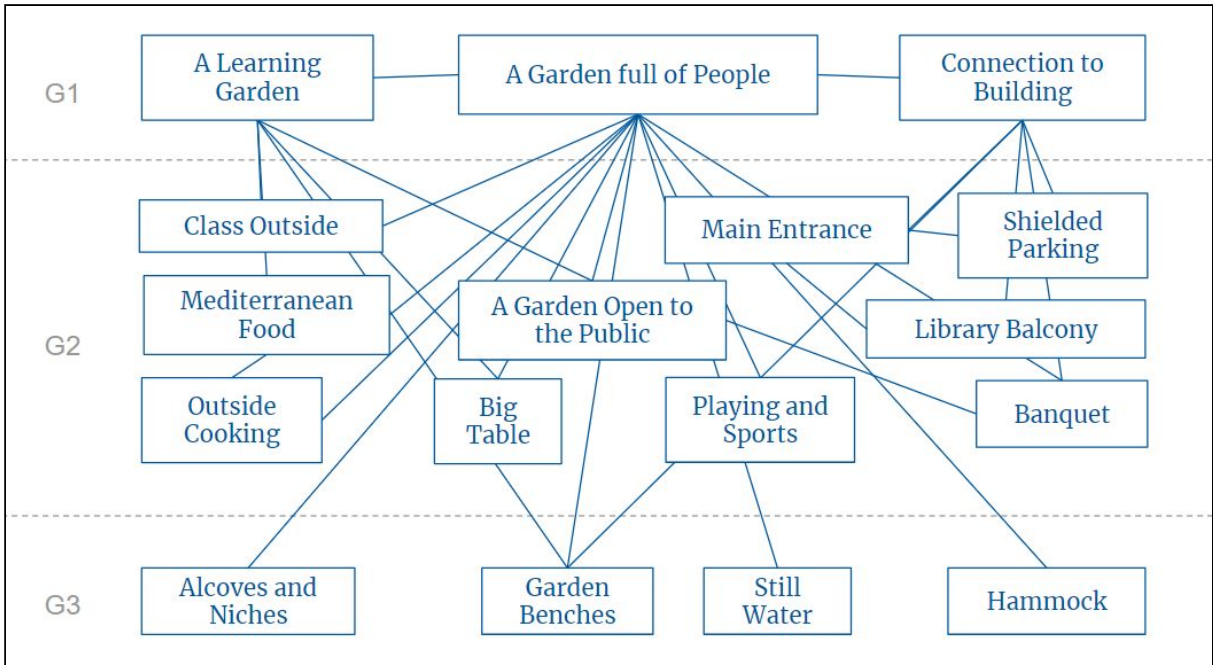 G1
A Learning
Garden
A Garden full of People
Connection to
Building
G2
Class Outside
Main Entrance
Shielded
Parking
Mediterranean
Food
A Garden Open to
the Public
Library Balcony
Outside
Cooking
Big
Table
Playing and
Sports
Banquet
G3
Alcoves and
Niches
Garden
Benches
Still
Water
Hammock